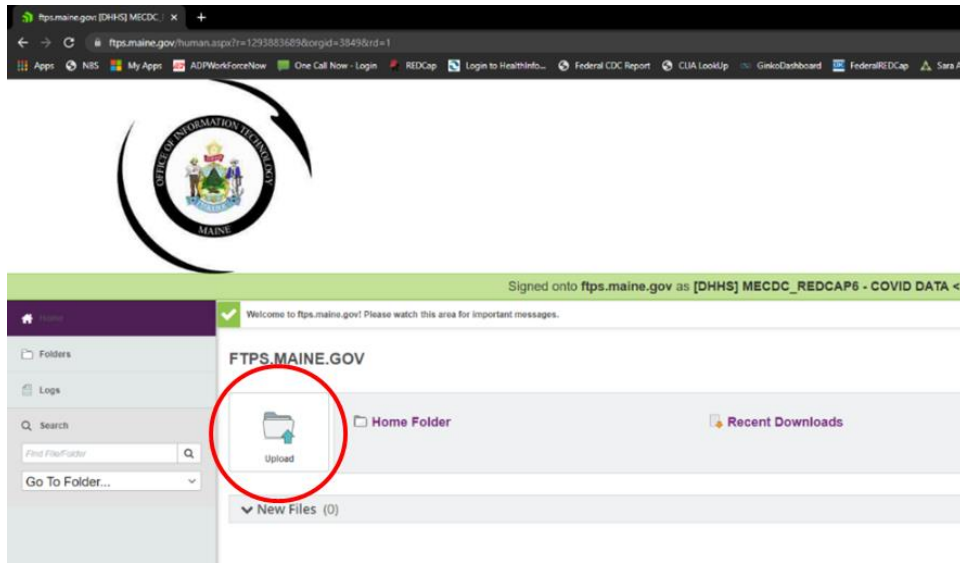 ftps.maine.gov: [DHHS] MECDC_
ftps.maine.gov/human.aspx?r=1293883689&orgid=3849&rd=1
Apps NBS My Apps ADPWorkForceNow One Call Now - Login REDCap Login to HealthInfo... Federal CDC Report CLIA LookUp GinkoDashboard FederalREDCap Sara A
OFFICE OF INFORMATION TECHNOLOGY
MAINE
Signed onto ftps.maine.gov as [DHHS] MECDC_REDCAP6 - COVID DATA <
Home
Welcome to ftps.maine.gov! Please watch this area for important messages.
Folders
FTPS.MAINE.GOV
Logs
Search
Home Folder
Recent Downloads
Find File/Folder
Upload
Go To Folder...
New Files (0)